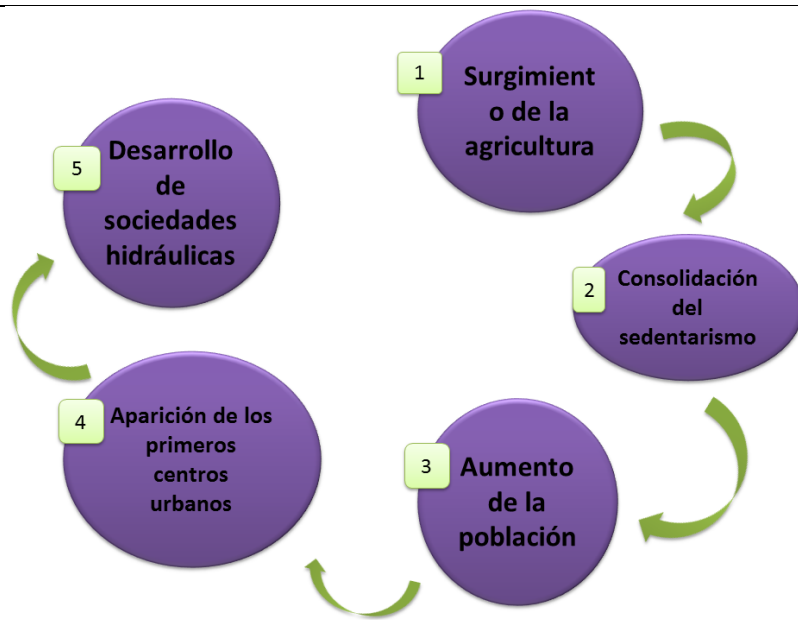 1
Surgimient
o de la
agricultura
2
Consolidación
del
sedentarismo
3
Aumento
de la
población
4
Aparición de los
primeros
centros
urbanos
5
Desarrollo
de
sociedades
hidráulicas